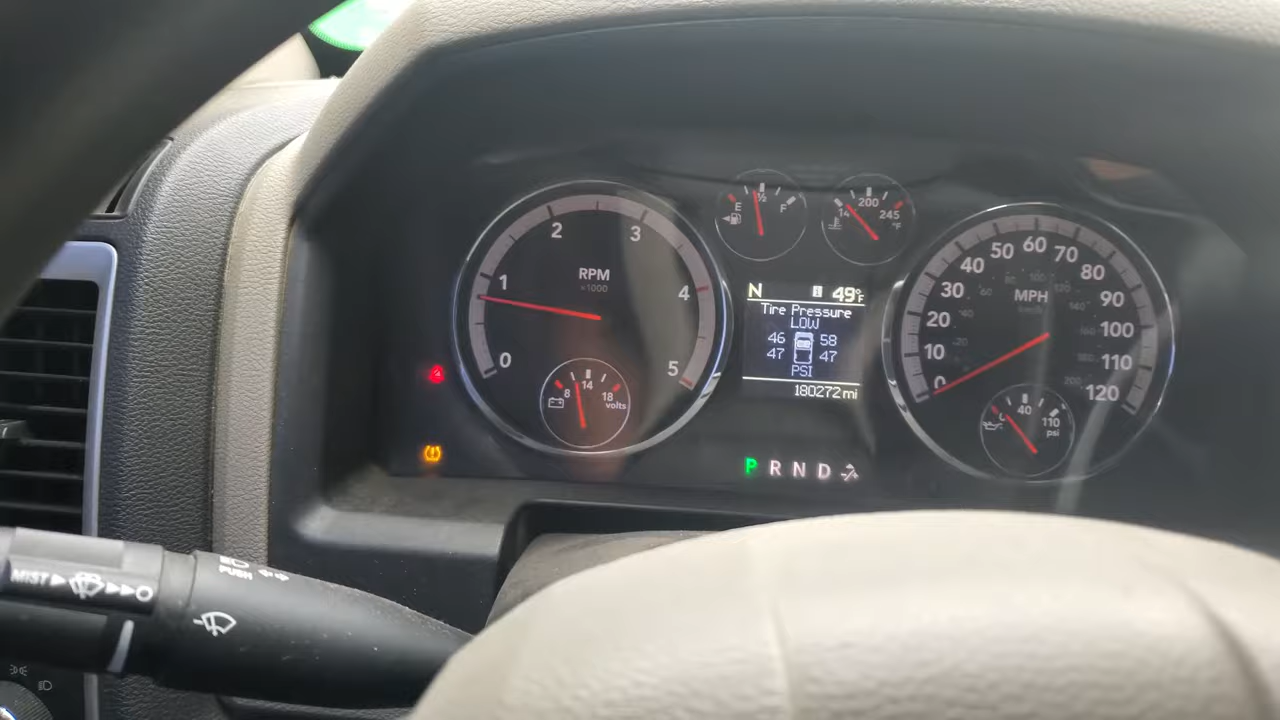 E ½ F
14 200 245 °F
0 1 2 3 4 5
RPM
×1000
8 14 18
volts
N 49°F
Tire Pressure
LOW
46 58
47 47
PSI
180272 mi
P R N D
0 10 20 30 40 50 60 70 80 90 100 110 120
MPH
40 110
psi
MIST
PUSH